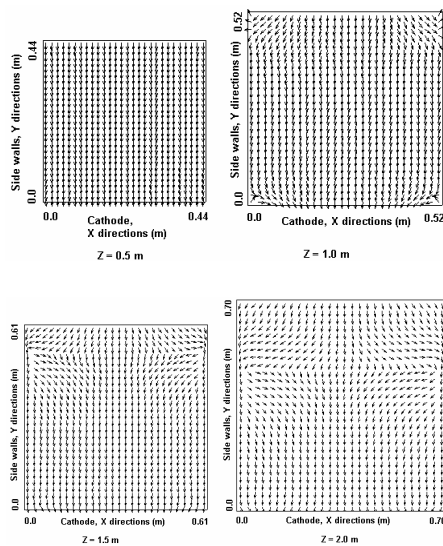 0.44
Side walls, Y directions (m)
0.0
0.0
0.44
Cathode,
X directions (m)
Z = 0.5 m
0.52
Side walls, Y directions (m)
0.0
0.0
0.52
Cathode, X directions (m)
Z = 1.0 m
0.61
Side walls, Y directions (m)
0.0
0.0
0.61
Cathode, X directions (m)
Z = 1.5 m
0.70
Side walls, Y directions (m)
0.0
0.0
0.70
Cathode, X directions (m)
Z = 2.0 m